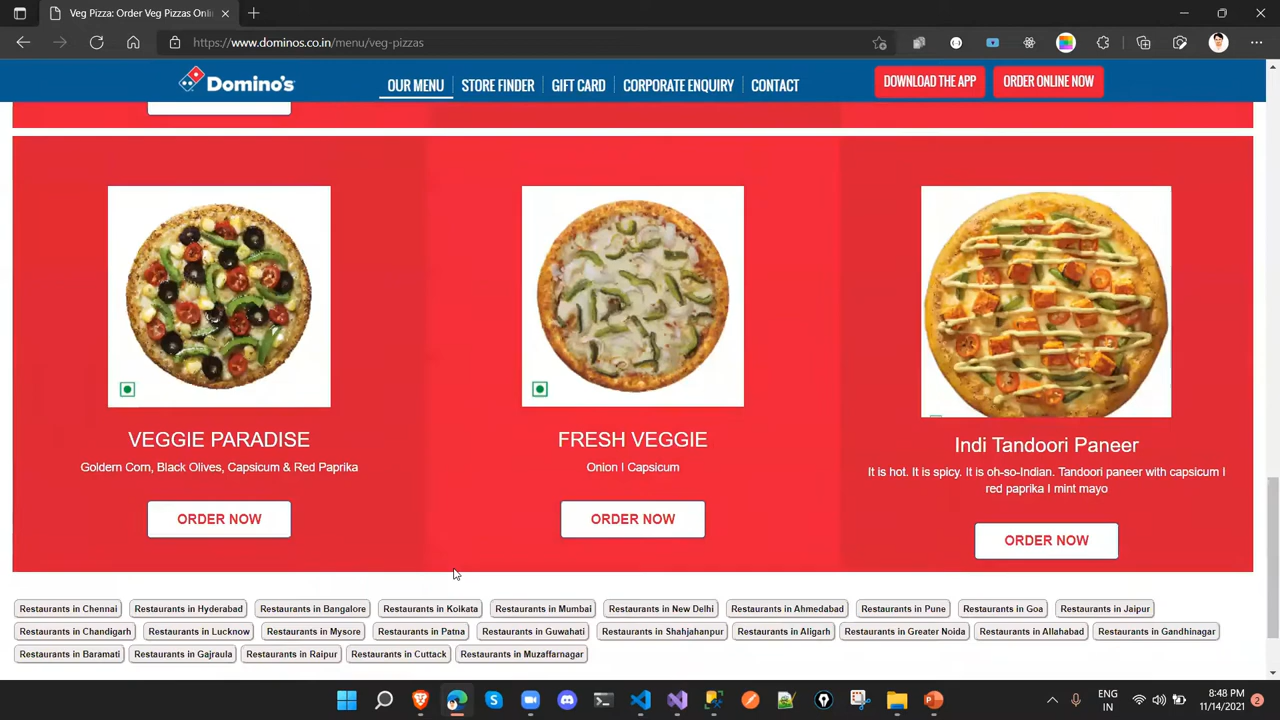 Veg Pizza: Order Veg Pizzas Onli
https://www.dominos.co.in/menu/veg-pizzas
Domino's
OUR MENU
STORE FINDER
GIFT CARD
CORPORATE ENQUIRY
CONTACT
DOWNLOAD THE APP
ORDER ONLINE NOW
VEGGIE PARADISE
Goldern Corn, Black Olives, Capsicum & Red Paprika
ORDER NOW
FRESH VEGGIE
Onion I Capsicum
ORDER NOW
Indi Tandoori Paneer
It is hot. It is spicy. It is oh-so-Indian. Tandoori paneer with capsicum I
red paprika I mint mayo
ORDER NOW
Restaurants in Chennai Restaurants in Hyderabad Restaurants in Bangalore Restaurants in Kolkata Restaurants in Mumbai Restaurants in New Delhi Restaurants in Ahmedabad Restaurants in Pune Restaurants in Goa Restaurants in Jaipur
Restaurants in Chandigarh Restaurants in Lucknow Restaurants in Mysore Restaurants in Patna Restaurants in Guwahati Restaurants in Shahjahanpur Restaurants in Aligarh Restaurants in Greater Noida Restaurants in Allahabad Restaurants in Gandhinagar
Restaurants in Baramati Restaurants in Gajraula Restaurants in Raipur Restaurants in Cuttack Restaurants in Muzaffarnagar
ENG
IN
8:48 PM
11/14/2021
2